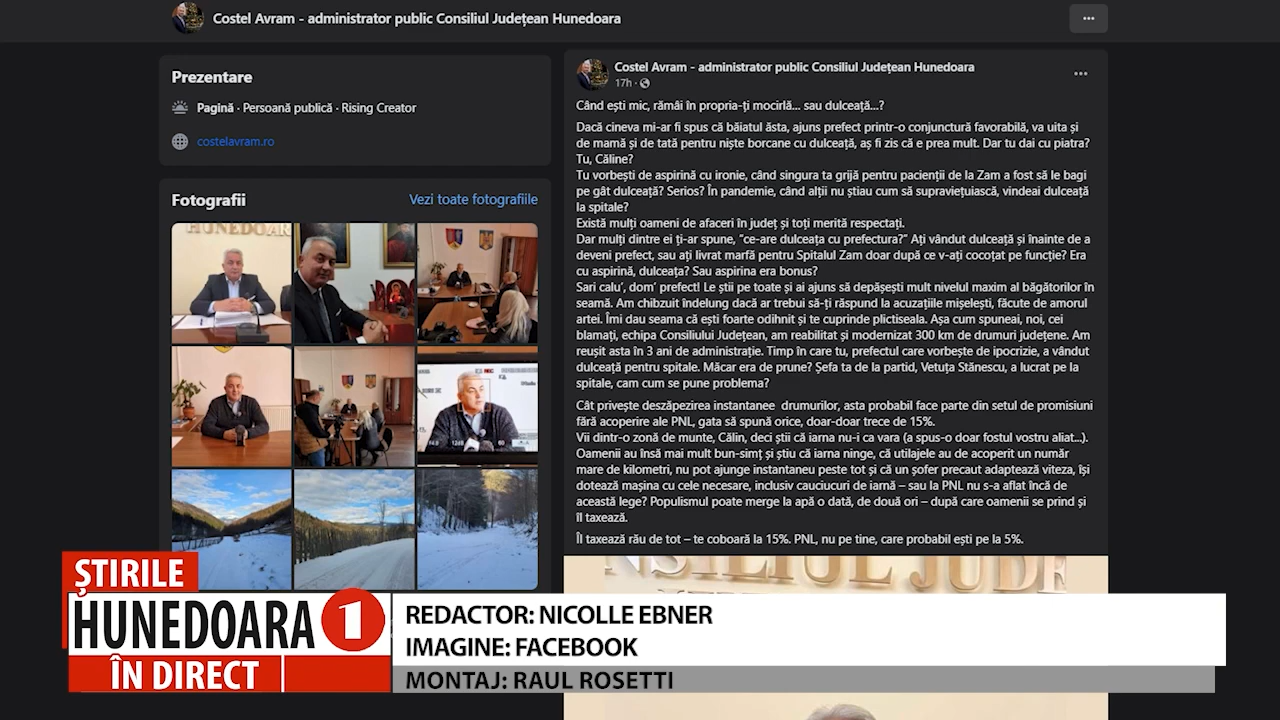 Costel Avram - administrator public Consiliul Județean Hunedoara
Prezentare
Pagină · Persoană publică · Rising Creator
costelavram.ro
Fotografii
Vezi toate fotografiile
HUNEDOAR
Costel Avram - administrator public Consiliul Județean Hunedoara
17h ·
Când ești mic, rămâi în propria-ți mocirlă... sau dulceață...?
Dacă cineva mi-ar fi spus că băiatul ăsta, ajuns prefect printr-o conjunctură favorabilă, va uita și
de mamă și de tată pentru niște borcane cu dulceață, aș fi zis că e prea mult. Dar tu dai cu piatra?
Tu, Căline?
Tu vorbești de aspirină cu ironie, când singura ta grijă pentru pacienții de la Zam a fost să le bagi
pe gât dulceață? Serios? În pandemie, când alții nu știau cum să supraviețuiască, vindeai dulceață
la spitale?
Există mulți oameni de afaceri în județ și toți merită respectați.
Dar mulți dintre ei ți-ar spune, "ce-are dulceața cu prefectura?" Ați vândut dulceață și înainte de a
deveni prefect, sau ați livrat marfă pentru Spitalul Zam doar după ce v-ați cocoțat pe funcție? Era
cu aspirină, dulceața? Sau aspirina era bonus?
Sari calu', dom' prefect! Le știi pe toate și ai ajuns să depășești mult nivelul maxim al băgătorilor în
seamă. Am chibzuit îndelung dacă ar trebui să-ți răspund la acuzațiile mișelești, făcute de amorul
artei. Îmi dau seama că ești foarte odihnit și te cuprinde plictiseala. Așa cum spuneai, noi, cei
blamați, echipa Consiliului Județean, am reabilitat și modernizat 300 km de drumuri județene. Am
reușit asta în 3 ani de administrație. Timp în care tu, prefectul care vorbește de ipocrizie, a vândut
dulceață pentru spitale. Măcar era de prune? Șefa ta de la partid, Vetuța Stănescu, a lucrat pe la
spitale, cam cum se pune problema?
Cât privește deszăpezirea instantanee  drumurilor, asta probabil face parte din setul de promisiuni
fără acoperire ale PNL, gata să spună orice, doar-doar trece de 15%.
Vii dintr-o zonă de munte, Călin, deci știi că iarna nu-i ca vara (a spus-o doar fostul vostru aliat...).
Oamenii au însă mai mult bun-simț și știu că iarna ninge, că utilajele au de acoperit un număr
mare de kilometri, nu pot ajunge instantaneu peste tot și că un șofer precaut adaptează viteza, își
dotează mașina cu cele necesare, inclusiv cauciucuri de iarnă – sau la PNL nu s-a aflat încă de
această lege? Populismul poate merge la apă o dată, de două ori – după care oamenii se prind și
îl taxează.
Îl taxează rău de tot – te coboară la 15%. PNL, nu pe tine, care probabil ești pe la 5%.
NSILIUL JUDE
ȘTIRILE
HUNEDOARA 1
ÎN DIRECT
REDACTOR: NICOLLE EBNER
IMAGINE: FACEBOOK
MONTAJ: RAUL ROSETTI